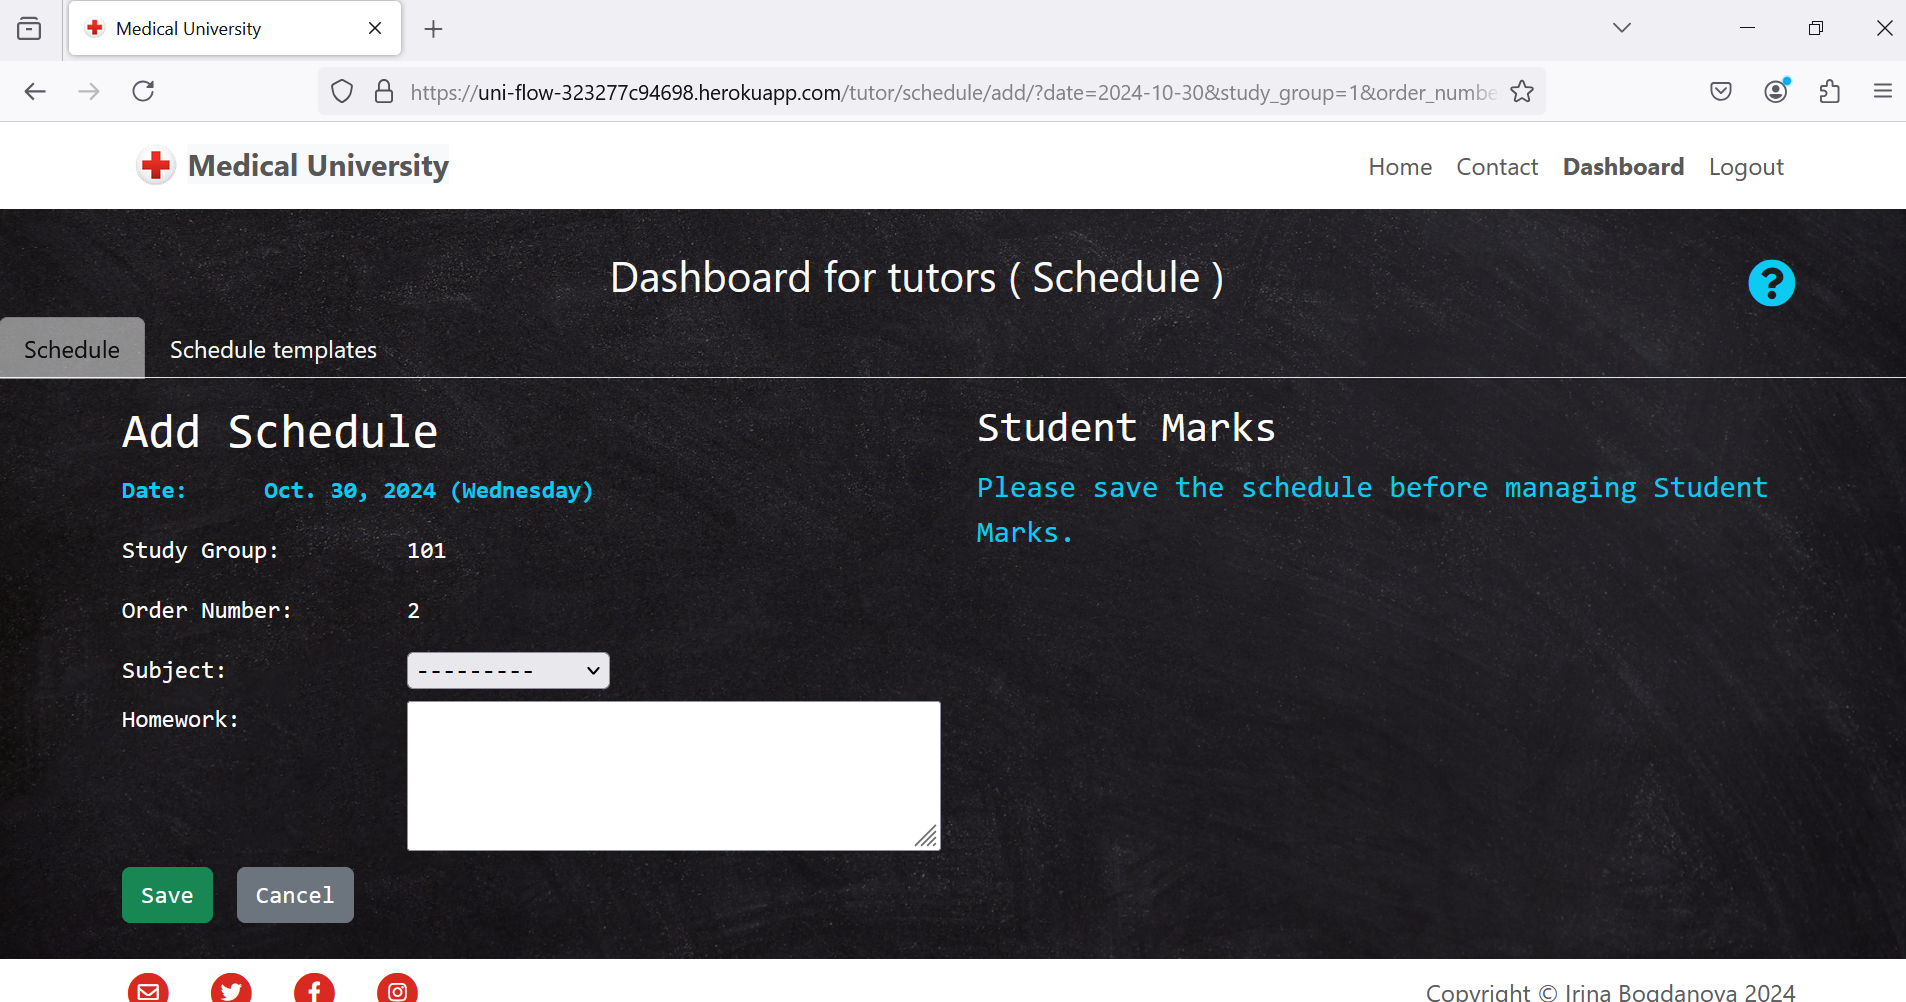 Medical University
https://uni-flow-323277c94698.herokuapp.com/tutor/schedule/add/?date=2024-10-30&study_group=1&order_numbe
Medical University
Home Contact Dashboard Logout
Dashboard for tutors ( Schedule )
?
Schedule Schedule templates
Add Schedule
Date: Oct. 30, 2024 (Wednesday)
Study Group: 101
Order Number: 2
Subject: ---------
Homework:
Save Cancel
Student Marks
Please save the schedule before managing Student
Marks.
Copyright © Irina Bogdanova 2024